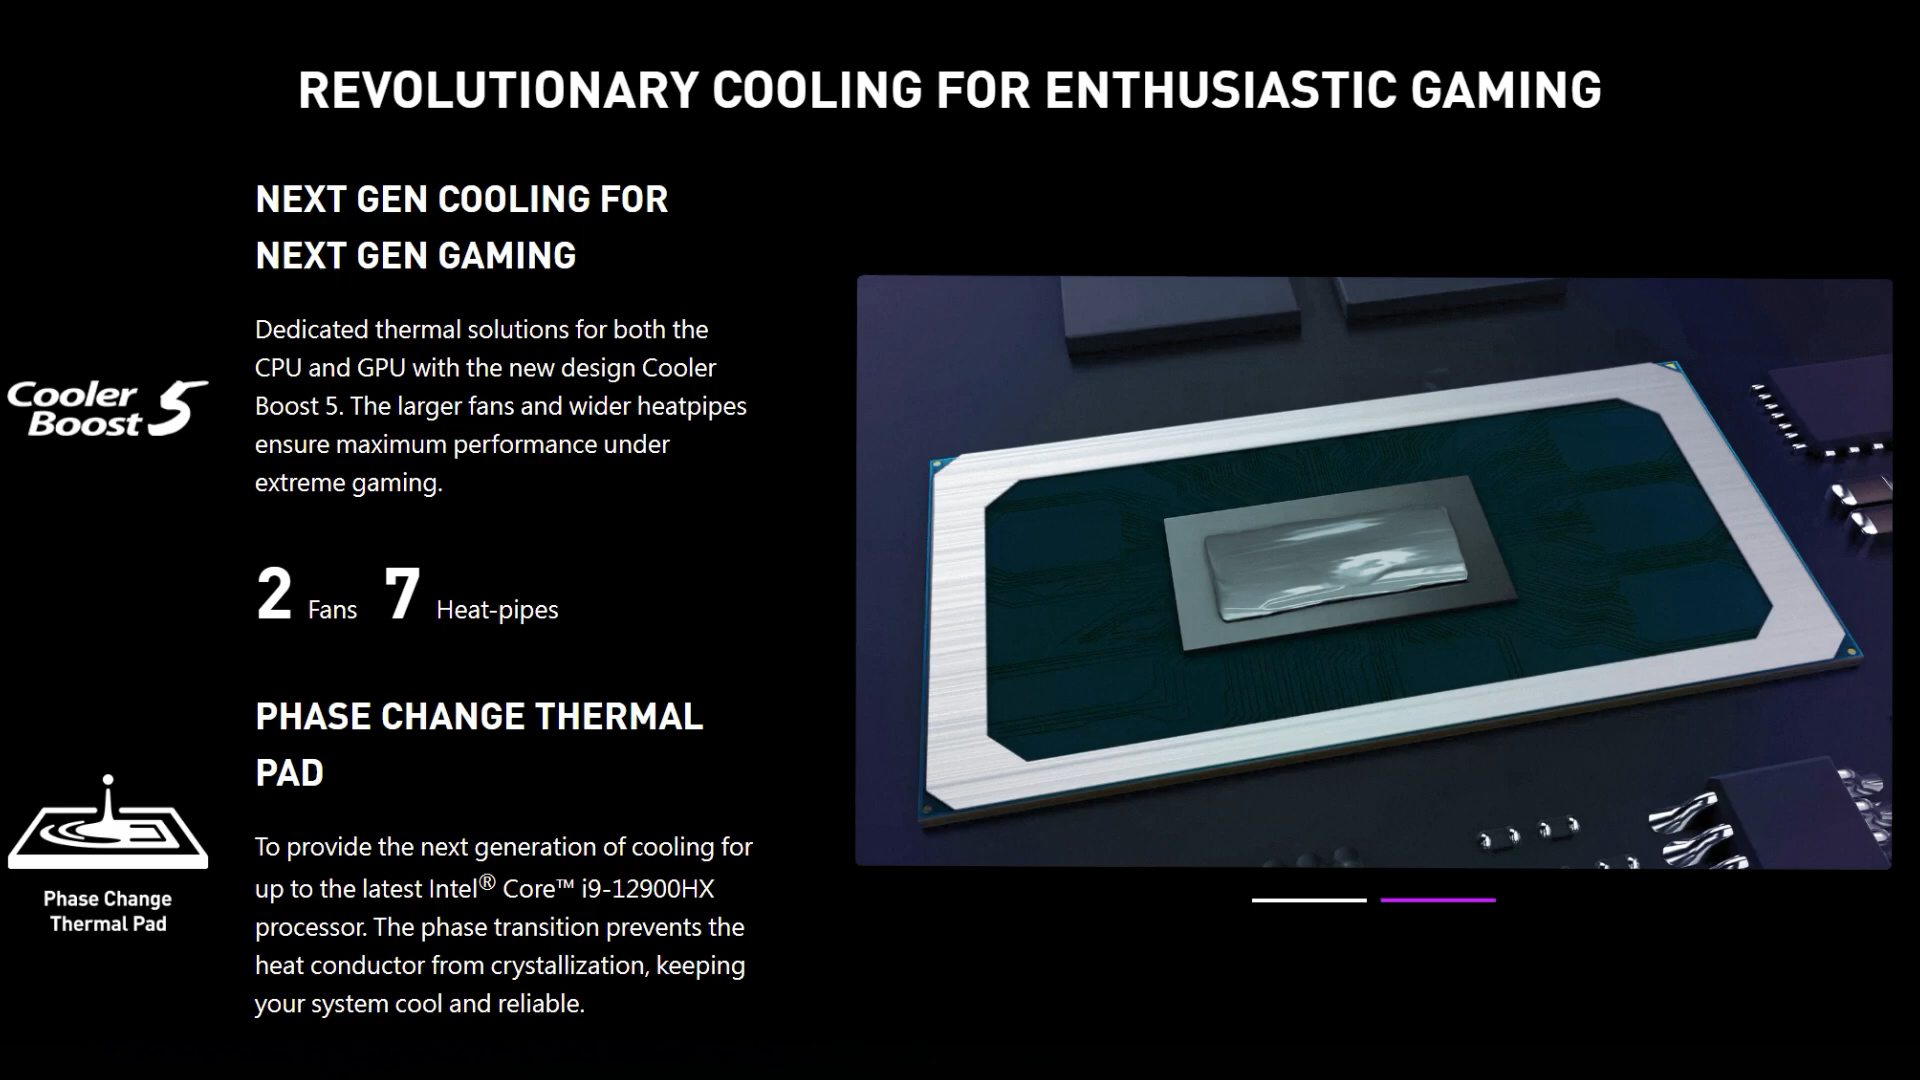 REVOLUTIONARY COOLING FOR ENTHUSIASTIC GAMING
NEXT GEN COOLING FOR
NEXT GEN GAMING
Dedicated thermal solutions for both the
CPU and GPU with the new design Cooler
Boost 5. The larger fans and wider heatpipes
ensure maximum performance under
extreme gaming.
Cooler
Boost 5
2 Fans 7 Heat-pipes
PHASE CHANGE THERMAL
PAD
To provide the next generation of cooling for
up to the latest Intel® Core™ i9-12900HX
processor. The phase transition prevents the
heat conductor from crystallization, keeping
your system cool and reliable.
Phase Change
Thermal Pad